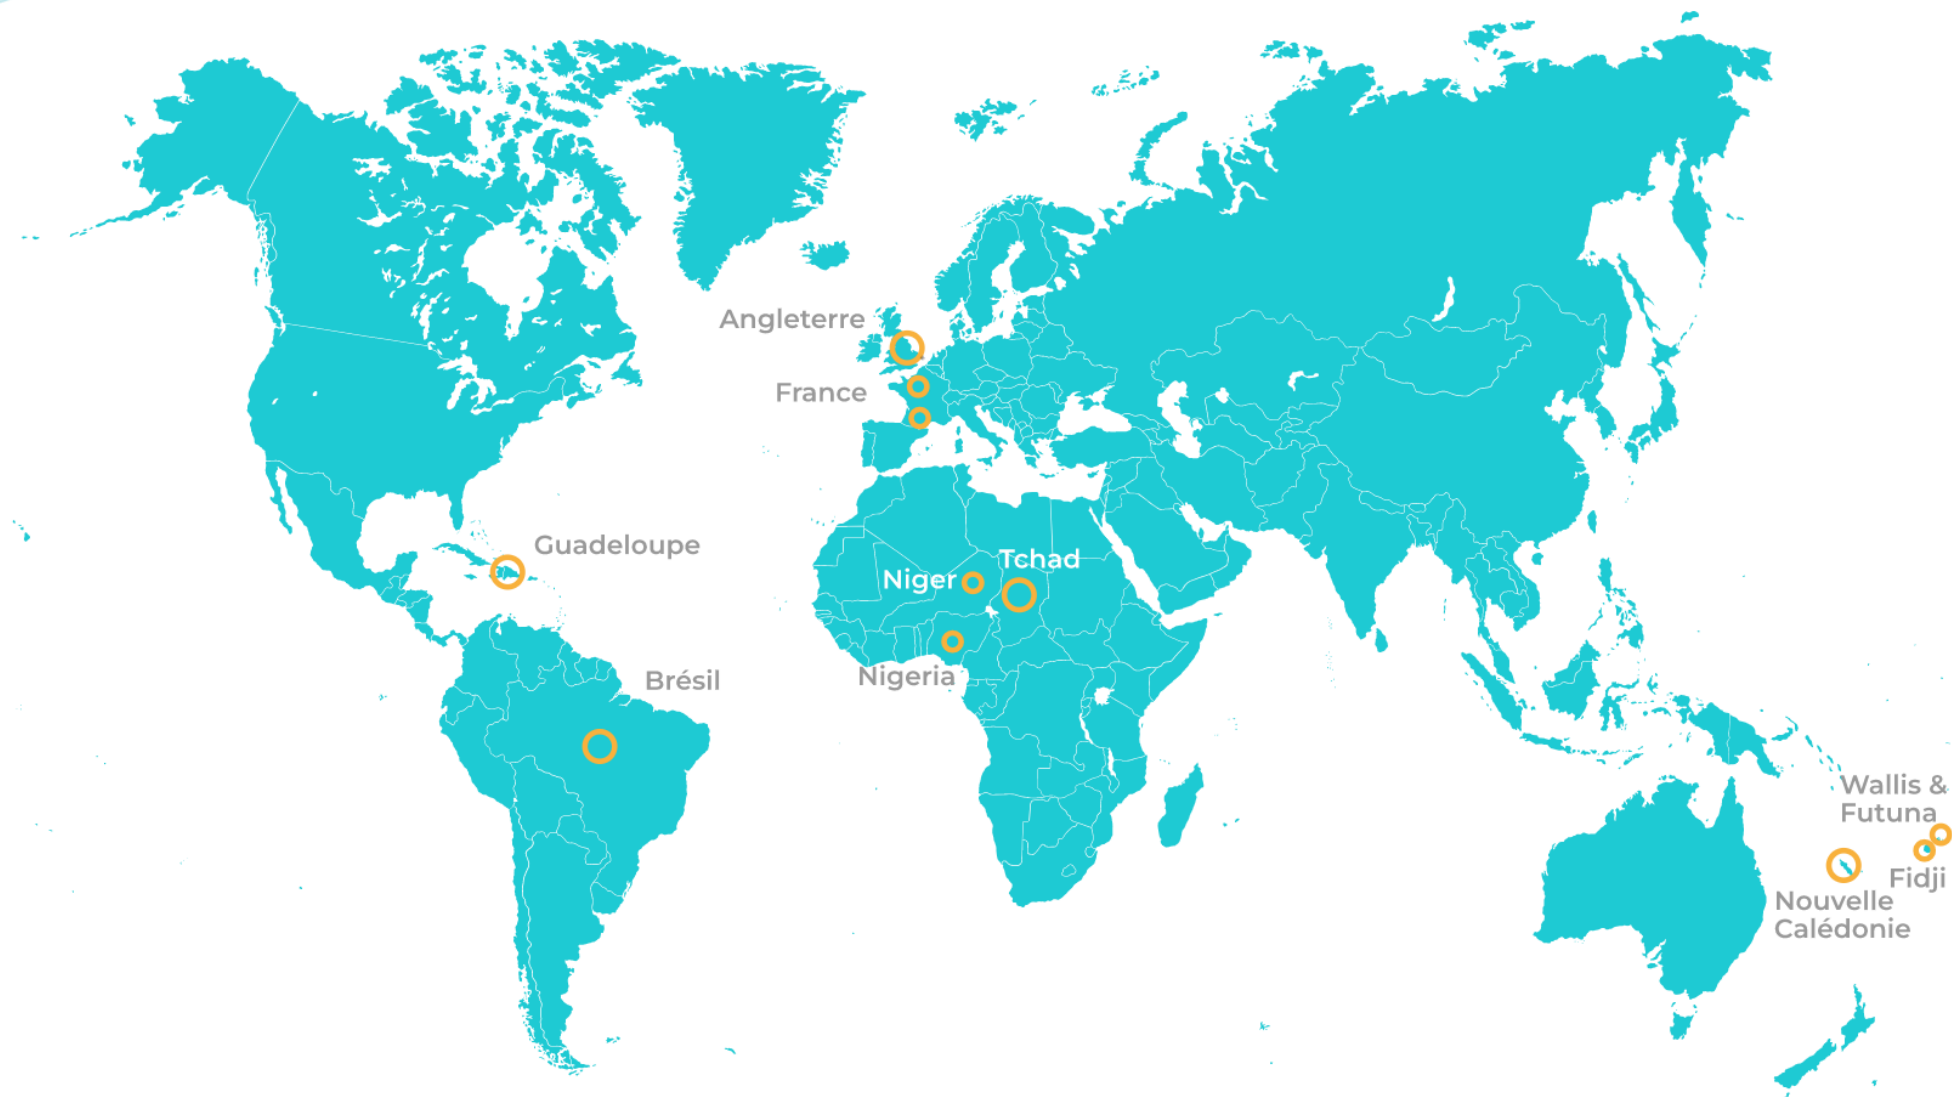 Angleterre
France
Guadeloupe
Tchad
Niger
Nigeria
Brésil
Wallis &
Futuna
Fidji
Nouvelle
Calédonie